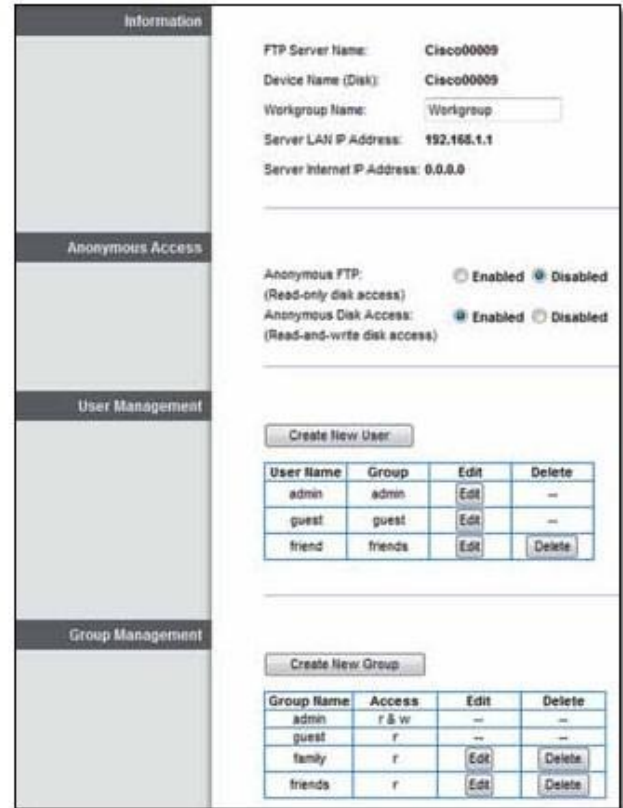 Information
FTP Server Name: Cisco00009
Device Name (Disk): Cisco00009
Workgroup Name: Workgroup
Server LAN IP Address: 192.168.1.1
Server Internet IP Address: 0.0.0.0
Anonymous Access
Anonymous FTP: Enabled Disabled
(Read-only disk access)
Anonymous Disk Access: Enabled Disabled
(Read-and-write disk access)
User Management
Create New User
User Name Group Edit Delete
admin admin Edit --
guest guest Edit --
friend friends Edit Delete
Group Management
Create New Group
Group Name Access Edit Delete
admin r & w -- --
guest r -- --
family r Edit Delete
friends r Edit Delete